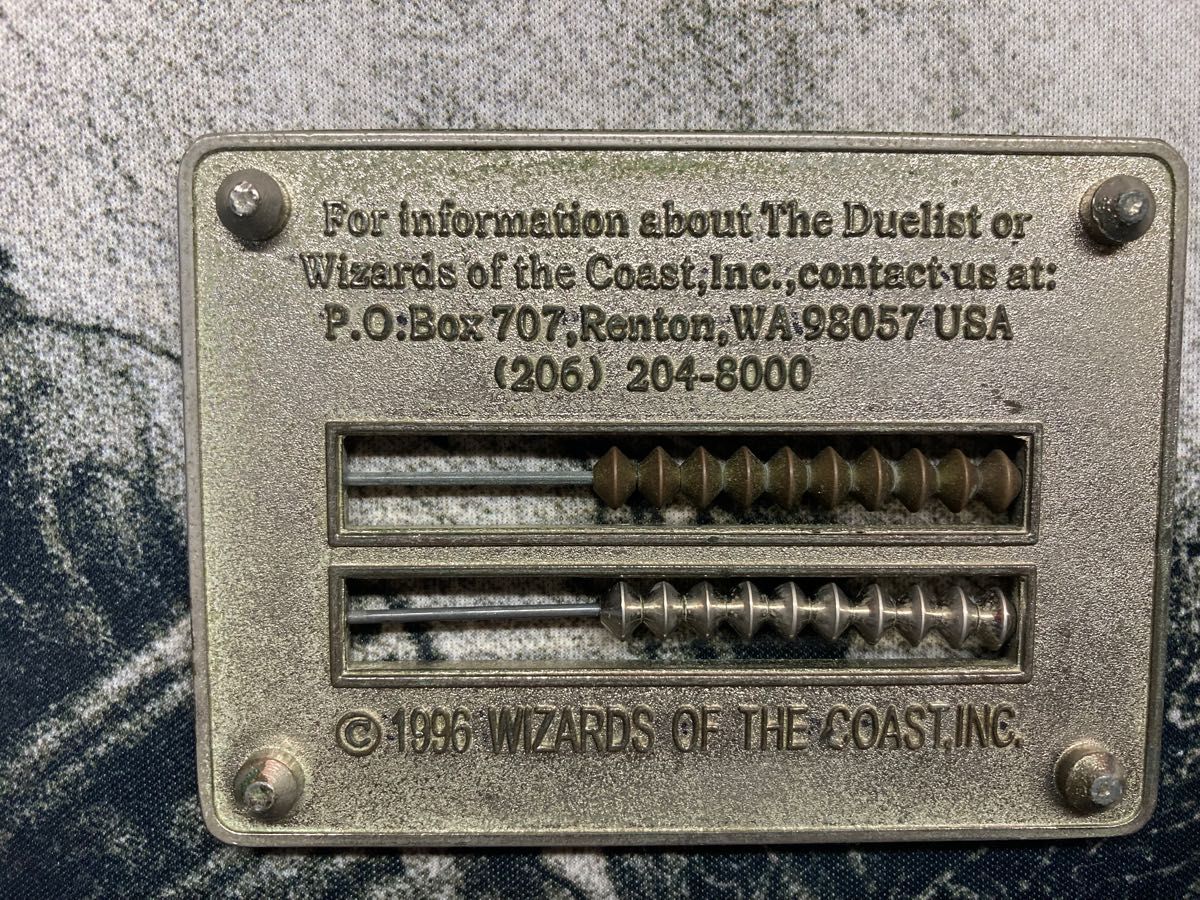 For information about The Duelist or
Wizards of the Coast,Inc.,contact us at:
P.O.Box 707,Renton,WA 98057 USA
(206) 204-8000
© 1996 WIZARDS OF THE COAST,INC.